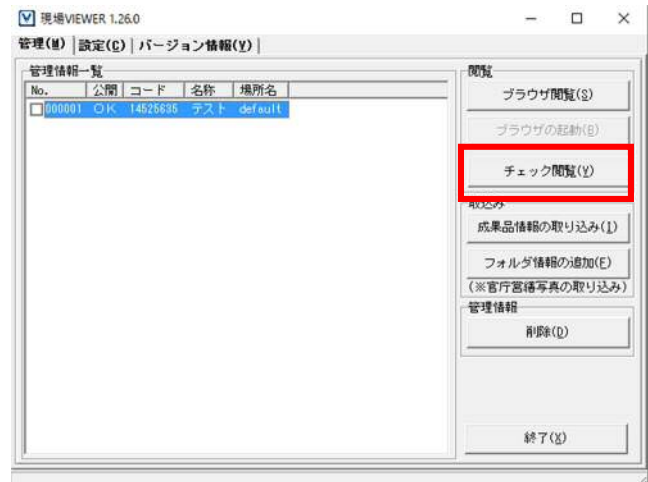 現場VIEWER 1.26.0
管理(M) 設定(C) バージョン情報(V)
管理情報一覧
No. 公開 コード 名称 場所名
000001 OK 14525635 テスト default
閲覧
ブラウザ閲覧(S)
ブラウザの起動(B)
チェック閲覧(Y)
取込み
成果品情報の取り込み(I)
フォルダ情報の追加(F)
(※官庁営繕写真の取り込み)
管理情報
削除(D)
終了(X)